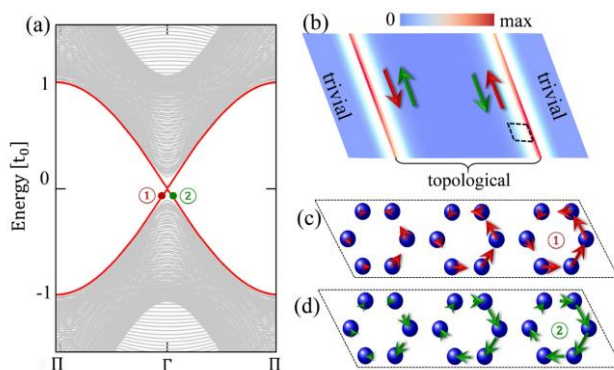 (a)
Energy [t₀]
1
0
-1
① ②
Π Γ Π
(b)
0 max
trivial
trivial
topological
(c)
①
(d)
②